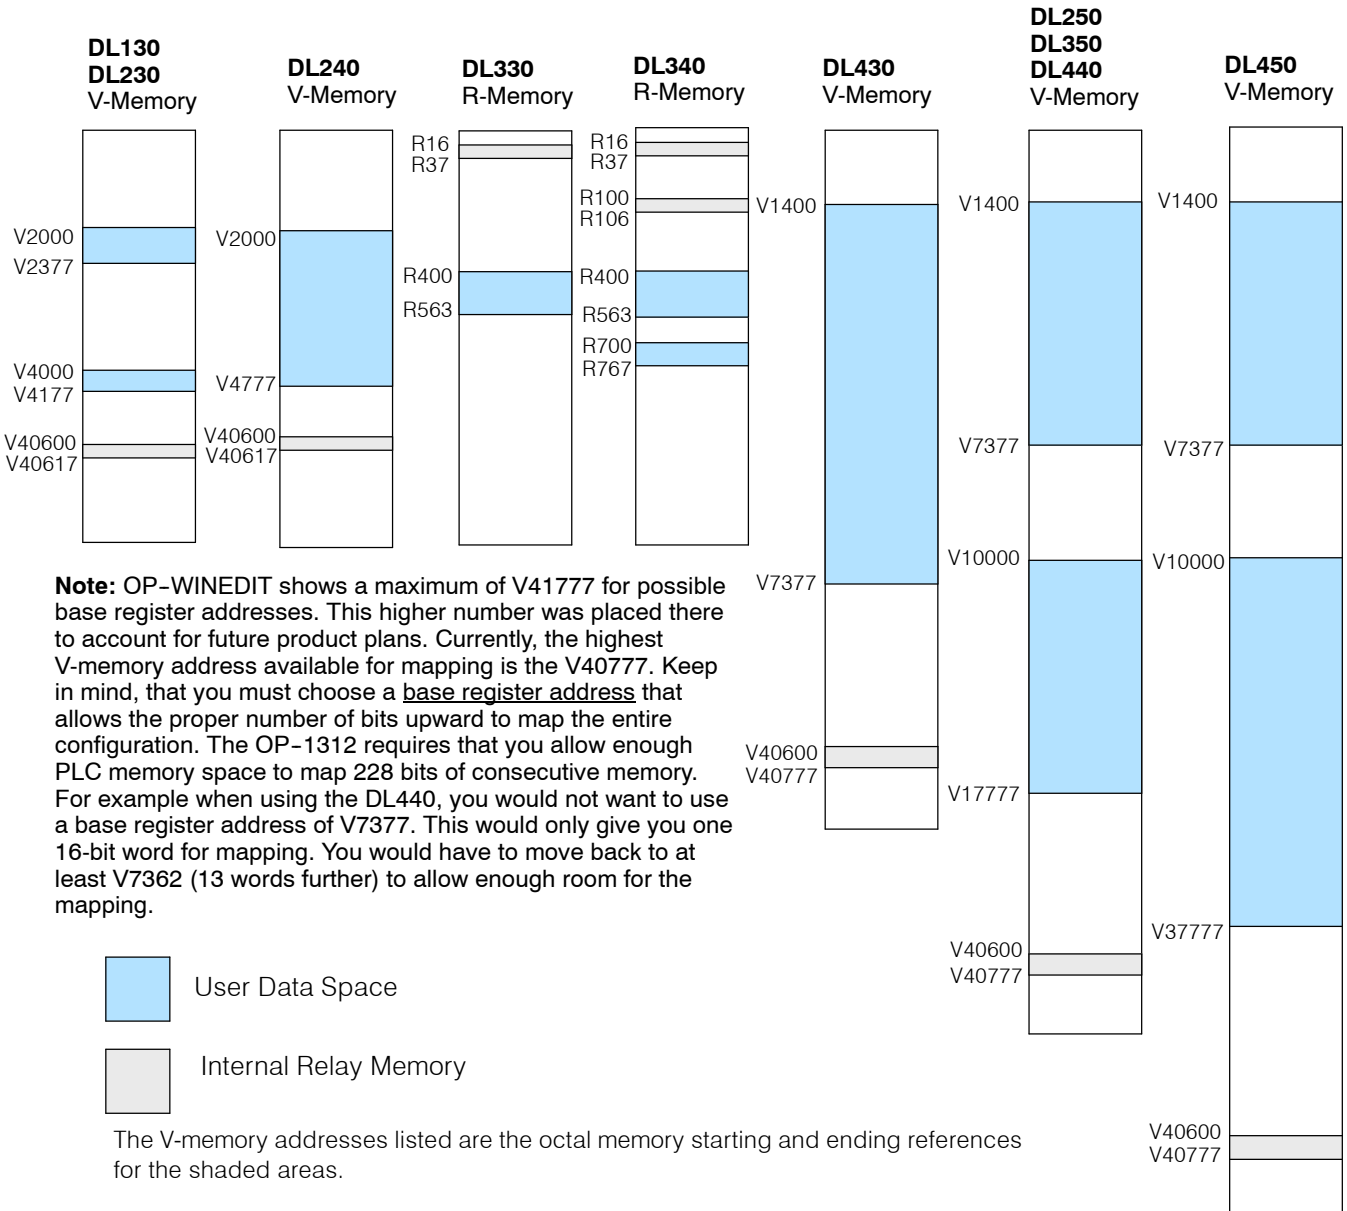 DL130
DL230
V-Memory
V2000
V2377
V4000
V4177
V40600
V40617
DL240
V-Memory
V2000
V4777
V40600
V40617
DL330
R-Memory
R16
R37
R400
R563
DL340
R-Memory
R16
R37
R100
R106
R400
R563
R700
R767
DL430
V-Memory
V1400
V7377
V40600
V40777
DL250
DL350
DL440
V-Memory
V1400
V7377
V10000
V17777
V40600
V40777
DL450
V-Memory
V1400
V7377
V10000
V37777
V40600
V40777
Note: OP–WINEDIT shows a maximum of V41777 for possible
base register addresses. This higher number was placed there
to account for future product plans. Currently, the highest
V-memory address available for mapping is the V40777. Keep
in mind, that you must choose a base register address that
allows the proper number of bits upward to map the entire
configuration. The OP–1312 requires that you allow enough
PLC memory space to map 228 bits of consecutive memory.
For example when using the DL440, you would not want to use
a base register address of V7377. This would only give you one
16-bit word for mapping. You would have to move back to at
least V7362 (13 words further) to allow enough room for the
mapping.
User Data Space
Internal Relay Memory
The V-memory addresses listed are the octal memory starting and ending references
for the shaded areas.